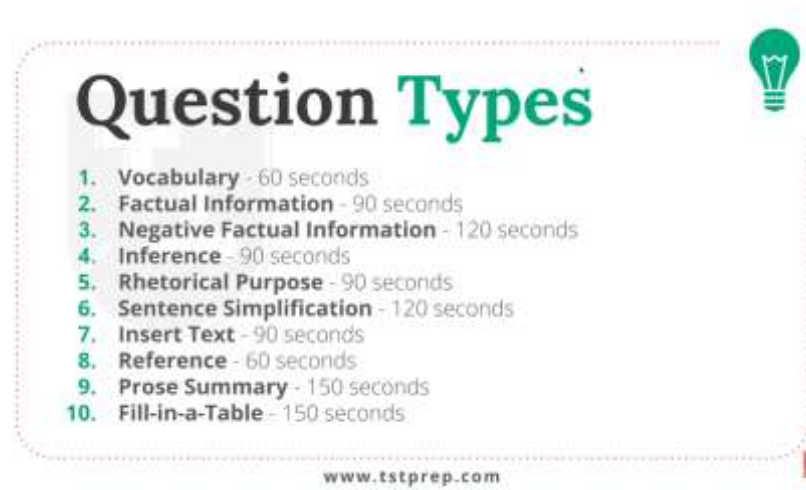 Question Types
1. Vocabulary - 60 seconds
2. Factual Information - 90 seconds
3. Negative Factual Information - 120 seconds
4. Inference - 90 seconds
5. Rhetorical Purpose - 90 seconds
6. Sentence Simplification - 120 seconds
7. Insert Text - 90 seconds
8. Reference - 60 seconds
9. Prose Summary - 150 seconds
10. Fill-in-a-Table - 150 seconds
www.tstprep.com